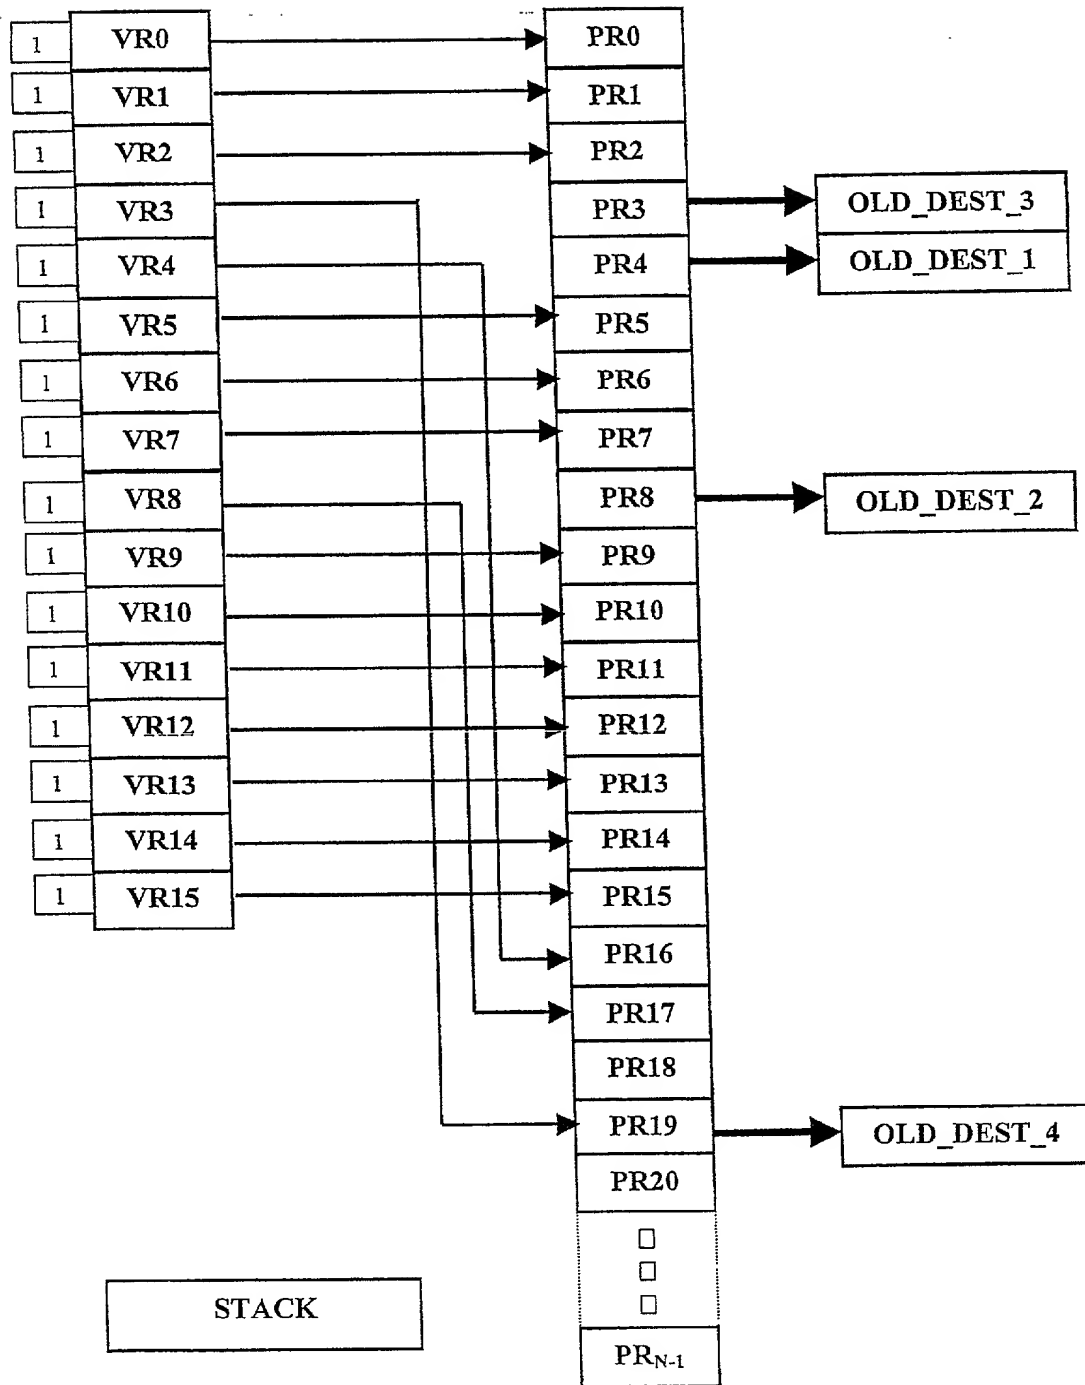 1 VR0 PR0
1 VR1 PR1
1 VR2 PR2
1 VR3 PR3 OLD_DEST_3
1 VR4 PR4 OLD_DEST_1
1 VR5 PR5
1 VR6 PR6
1 VR7 PR7
1 VR8 PR8 OLD_DEST_2
1 VR9 PR9
1 VR10 PR10
1 VR11 PR11
1 VR12 PR12
1 VR13 PR13
1 VR14 PR14
1 VR15 PR15
PR16
PR17
PR18
PR19 OLD_DEST_4
PR20
STACK
PRN-1